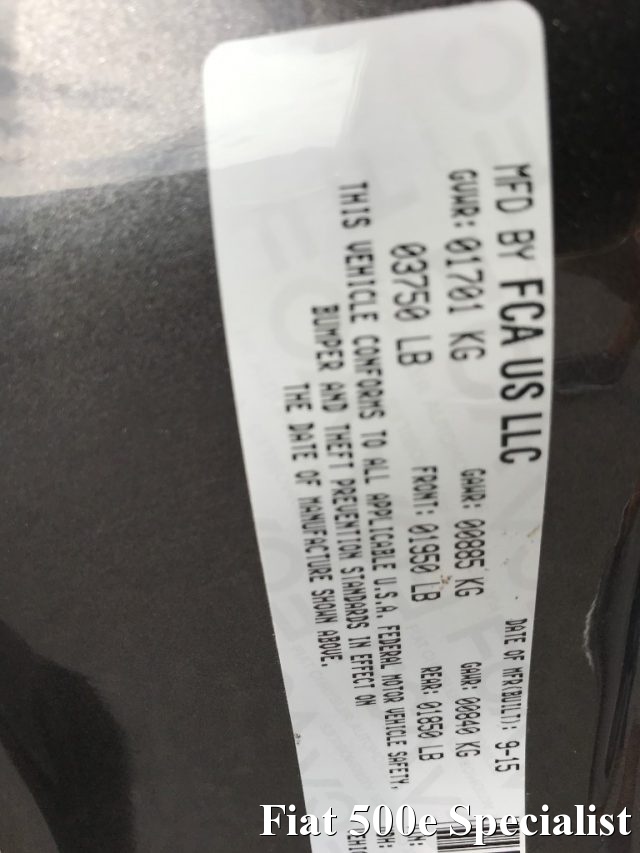 MFD BY FCA US LLC
DATE OF MFR(BUILT): 9-15
GVWR: 01701 KG
GAWR: 00885 KG
GAWR: 00840 KG
03750 LB
FRONT: 01950 LB
REAR: 01850 LB
THIS VEHICLE CONFORMS TO ALL APPLICABLE U.S.A. FEDERAL MOTOR VEHICLE SAFETY,
BUMPER AND THEFT PREVENTION STANDARDS IN EFFECT ON
THE DATE OF MANUFACTURE SHOWN ABOVE.
Fiat 500e Specialist